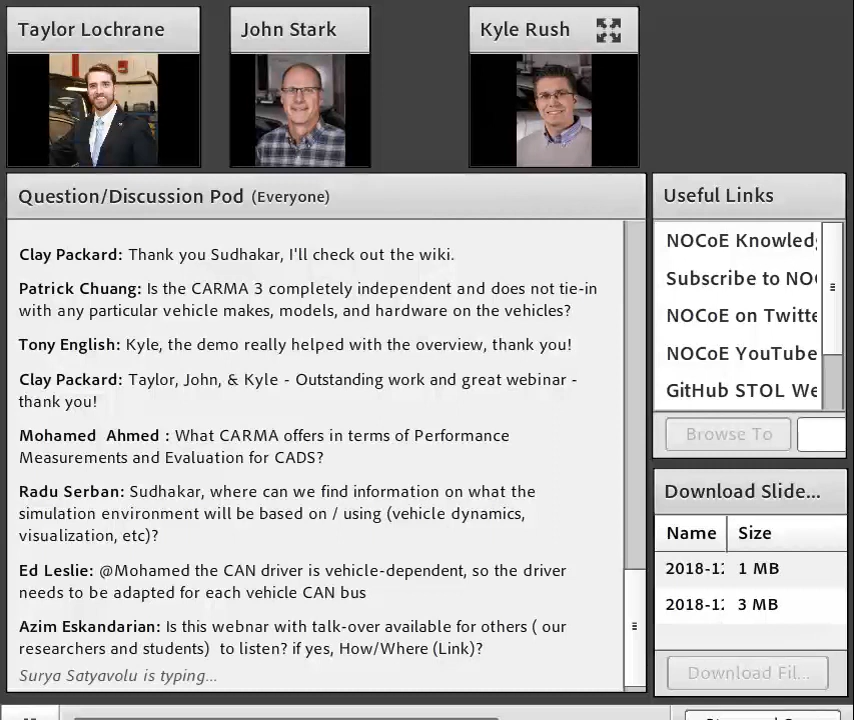 Taylor Lochrane
John Stark
Kyle Rush
Question/Discussion Pod (Everyone)
Clay Packard: Thank you Sudhakar, I'll check out the wiki.
Patrick Chuang: Is the CARMA 3 completely independent and does not tie-in
with any particular vehicle makes, models, and hardware on the vehicles?
Tony English: Kyle, the demo really helped with the overview, thank you!
Clay Packard: Taylor, John, & Kyle - Outstanding work and great webinar -
thank you!
Mohamed Ahmed : What CARMA offers in terms of Performance
Measurements and Evaluation for CADS?
Radu Serban: Sudhakar, where can we find information on what the
simulation environment will be based on / using (vehicle dynamics,
visualization, etc)?
Ed Leslie: @Mohamed the CAN driver is vehicle-dependent, so the driver
needs to be adapted for each vehicle CAN bus
Azim Eskandarian: Is this webnar with talk-over available for others ( our
researchers and students) to listen? if yes, How/Where (Link)?
Surya Satyavolu is typing...
Useful Links
NOCoE Knowled
Subscribe to NO
NOCoE on Twitte
NOCoE YouTube
GitHub STOL We
Browse To
Download Slide...
Name Size
2018-1 1 MB
2018-1 3 MB
Download Fil...